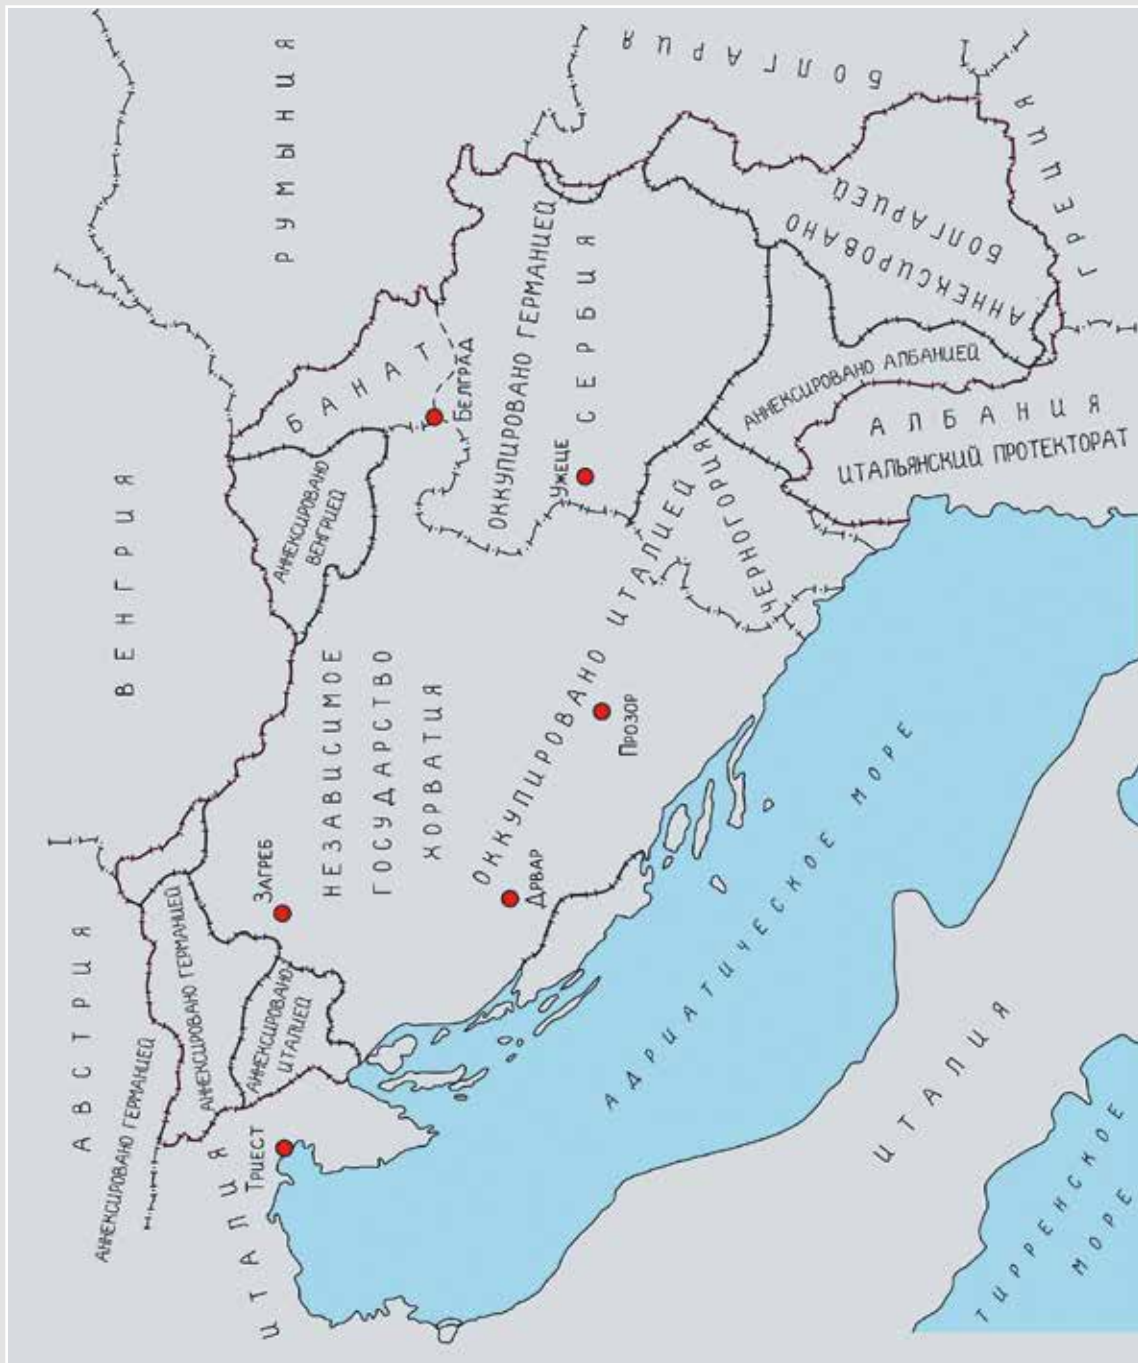 АВСТРИЯ
АННЕКСИРОВАНО ГЕРМАНИЕЙ
АННЕКСИРОВАНО ГЕРМАНИЕЙ
АННЕКСИРОВАНО
ИТАЛИЕЙ
ИТАЛИЯ
ТРИЕСТ
ЗАГРЕБ
ВЕНГРИЯ
АННЕКСИРОВАНО
ВЕНГРИЕЙ
РУМЫНИЯ
БАНАТ
БЕЛГРАД
НЕЗАВИСИМОЕ
ГОСУДАРСТВО
ХОРВАТИЯ
ОККУПИРОВАНО ГЕРМАНИЕЙ
СЕРБИЯ
УЖЕЦЕ
ОККУПИРОВАНО ИТАЛИЕЙ
ДРВАР
ПРОЗОР
ЧЕРНОГОРИЯ
БОЛГАРИЯ
АННЕКСИРОВАНО
БОЛГАРИЕЙ
ГРЕЦИЯ
АННЕКСИРОВАНО АЛБАНИЕЙ
АЛБАНИЯ
ИТАЛЬЯНСКИЙ ПРОТЕКТОРАТ
АДРИАТИЧЕСКОЕ МОРЕ
ИТАЛИЯ
ТИРРЕНСКОЕ
МОРЕ